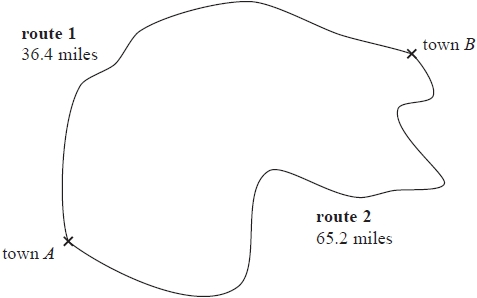 route 1
36.4 miles
town B
route 2
65.2 miles
town A